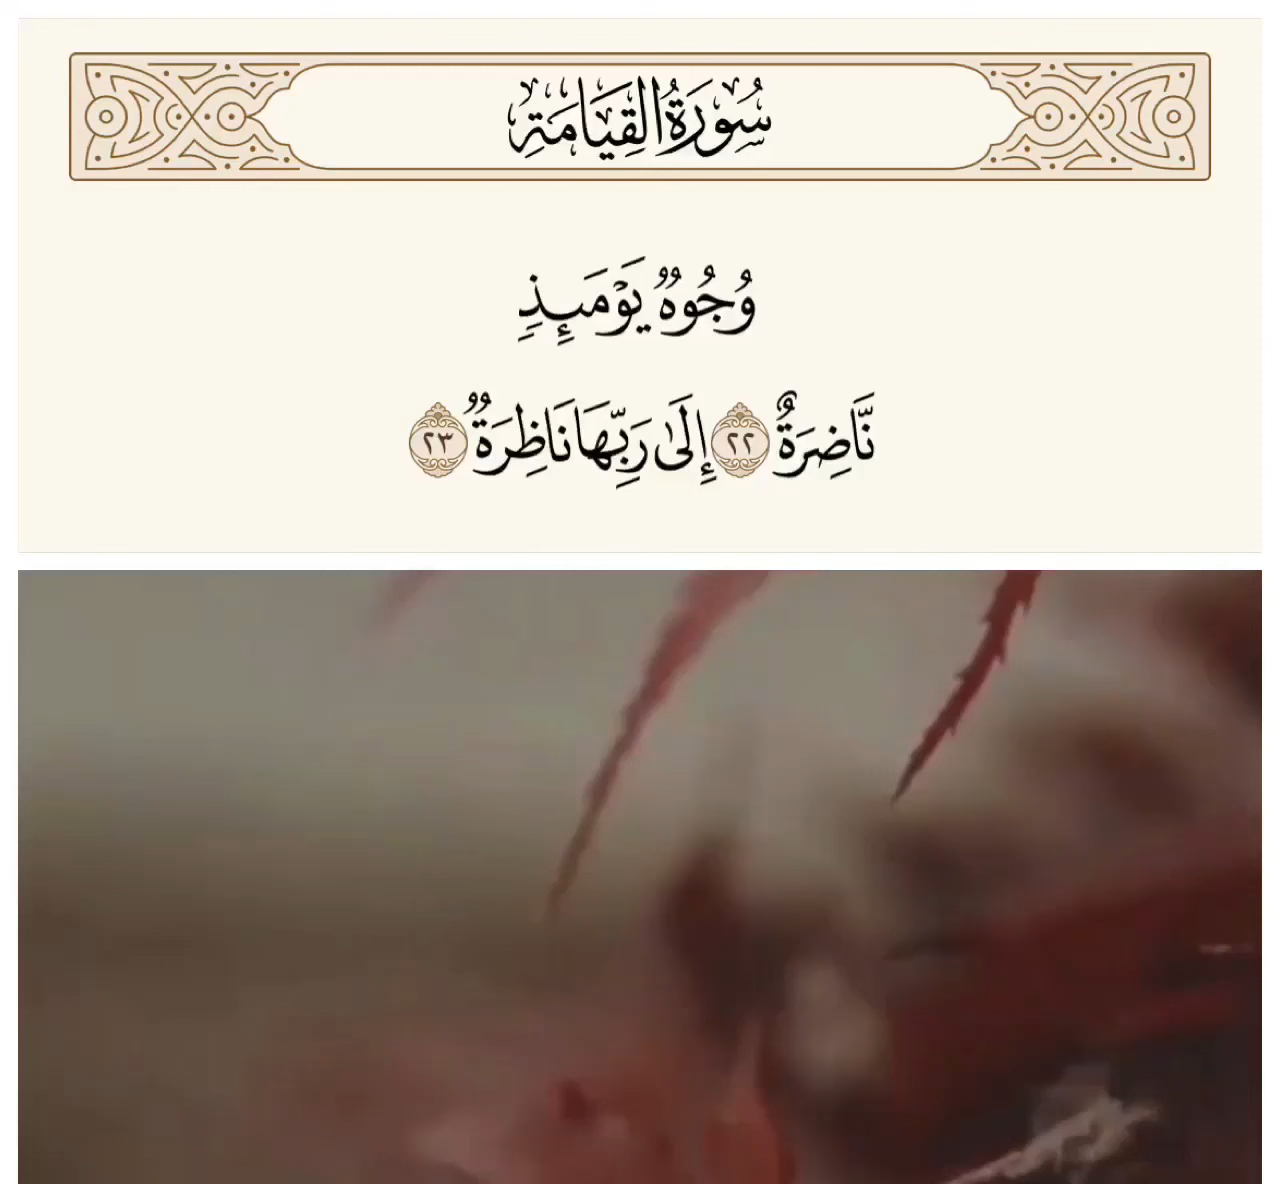 سُورَةُ القِيَامَةِ
وُجُوهٌ يَوْمَئِذٍ
نَّاضِرَةٌ ٢٢ إِلَىٰ رَبِّهَا نَاظِرَةٌ ٢٣